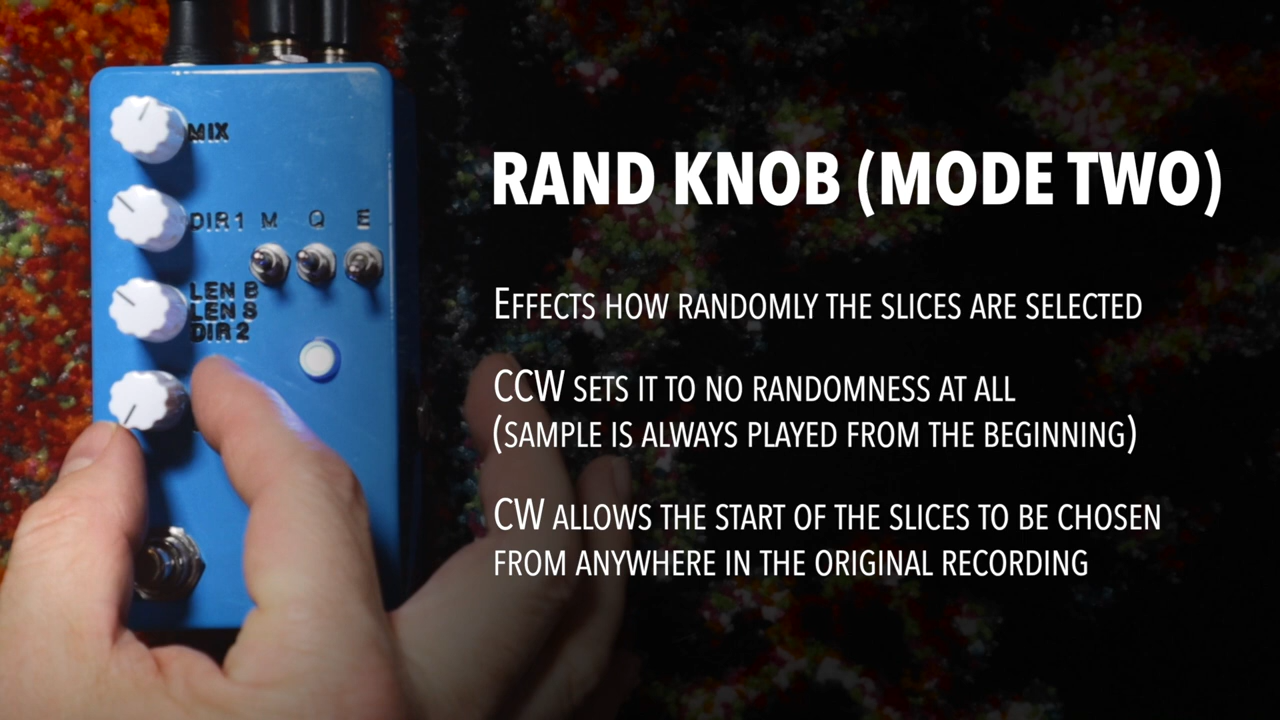 MIX
DIR 1 M Q E
LEN B
LEN S
DIR 2
RAND KNOB (MODE TWO)
EFFECTS HOW RANDOMLY THE SLICES ARE SELECTED
CCW SETS IT TO NO RANDOMNESS AT ALL
(SAMPLE IS ALWAYS PLAYED FROM THE BEGINNING)
CW ALLOWS THE START OF THE SLICES TO BE CHOSEN
FROM ANYWHERE IN THE ORIGINAL RECORDING